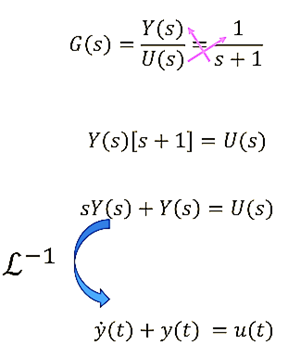 G(s) = Y(s)/U(s) = 1/(s + 1)
Y(s)[s + 1] = U(s)
sY(s) + Y(s) = U(s)
ℒ⁻¹
ẏ(t) + y(t) = u(t)